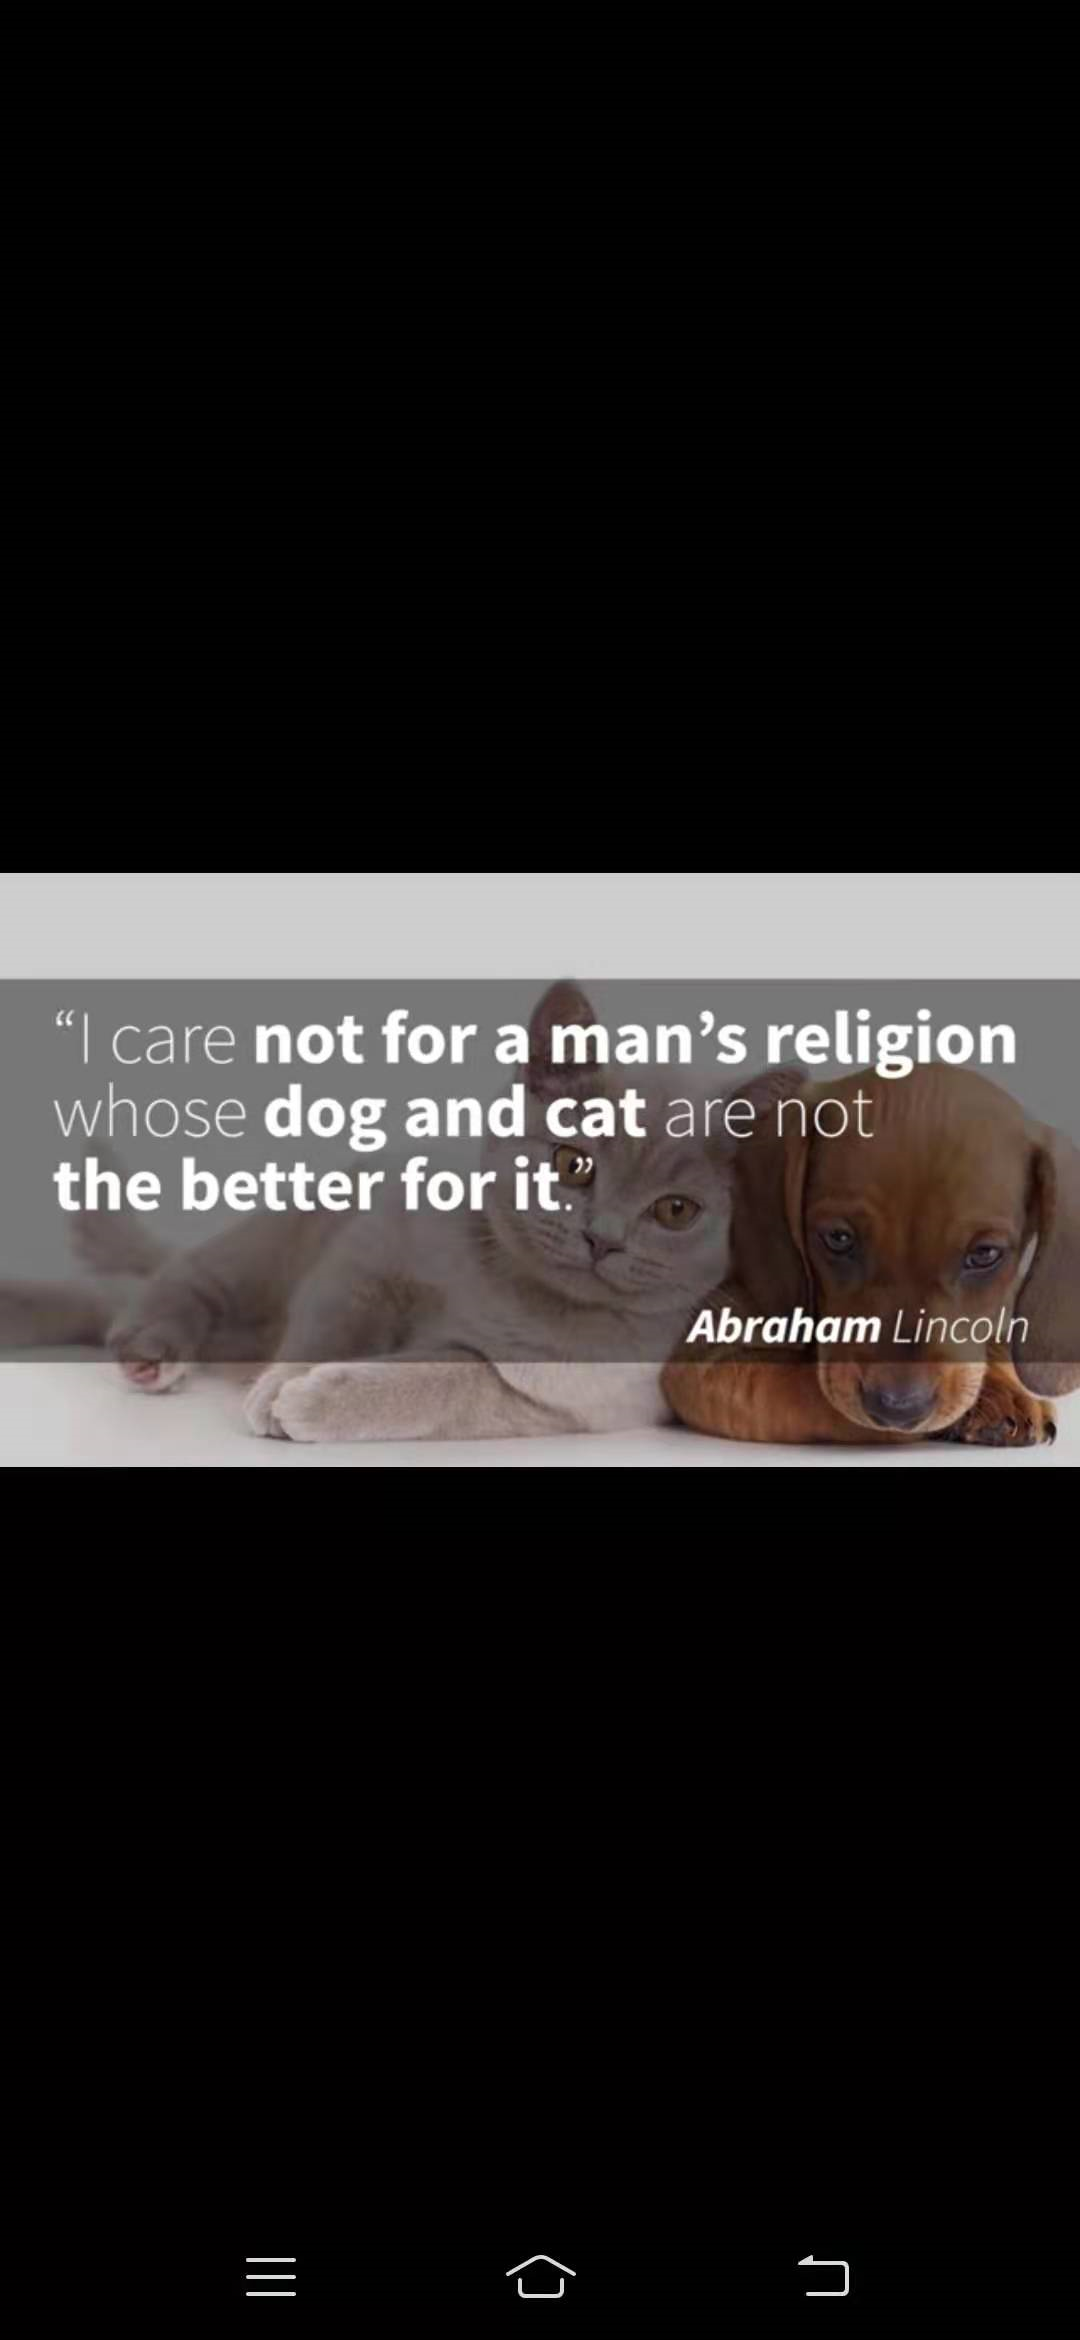 “I care not for a man’s religion
whose dog and cat are not
the better for it.”
Abraham Lincoln